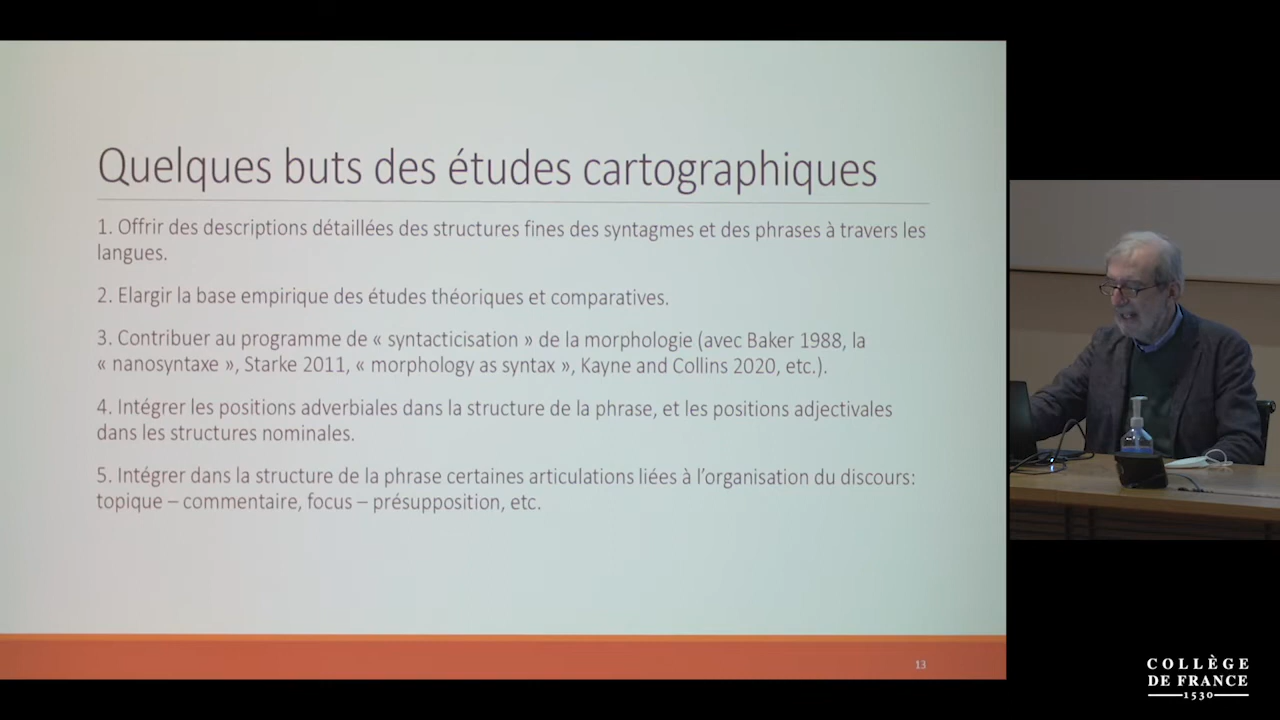 Quelques buts des études cartographiques
1. Offrir des descriptions détaillées des structures fines des syntagmes et des phrases à travers les
langues.
2. Elargir la base empirique des études théoriques et comparatives.
3. Contribuer au programme de « syntacticisation » de la morphologie (avec Baker 1988, la
« nanosyntaxe », Starke 2011, « morphology as syntax », Kayne and Collins 2020, etc.).
4. Intégrer les positions adverbiales dans la structure de la phrase, et les positions adjectivales
dans les structures nominales.
5. Intégrer dans la structure de la phrase certaines articulations liées à l’organisation du discours:
topique – commentaire, focus – présupposition, etc.
13
COLLÈGE
DE FRANCE
1530